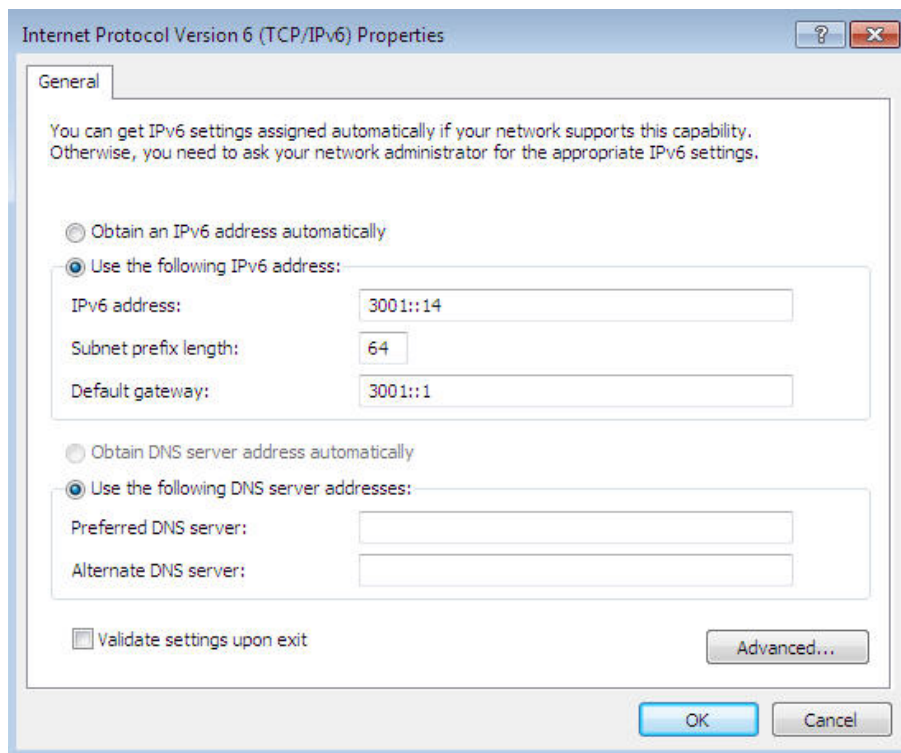 Internet Protocol Version 6 (TCP/IPv6) Properties
?
General
You can get IPv6 settings assigned automatically if your network supports this capability.
Otherwise, you need to ask your network administrator for the appropriate IPv6 settings.
Obtain an IPv6 address automatically
Use the following IPv6 address:
IPv6 address: 3001::14
Subnet prefix length: 64
Default gateway: 3001::1
Obtain DNS server address automatically
Use the following DNS server addresses:
Preferred DNS server:
Alternate DNS server:
Validate settings upon exit
Advanced...
OK Cancel